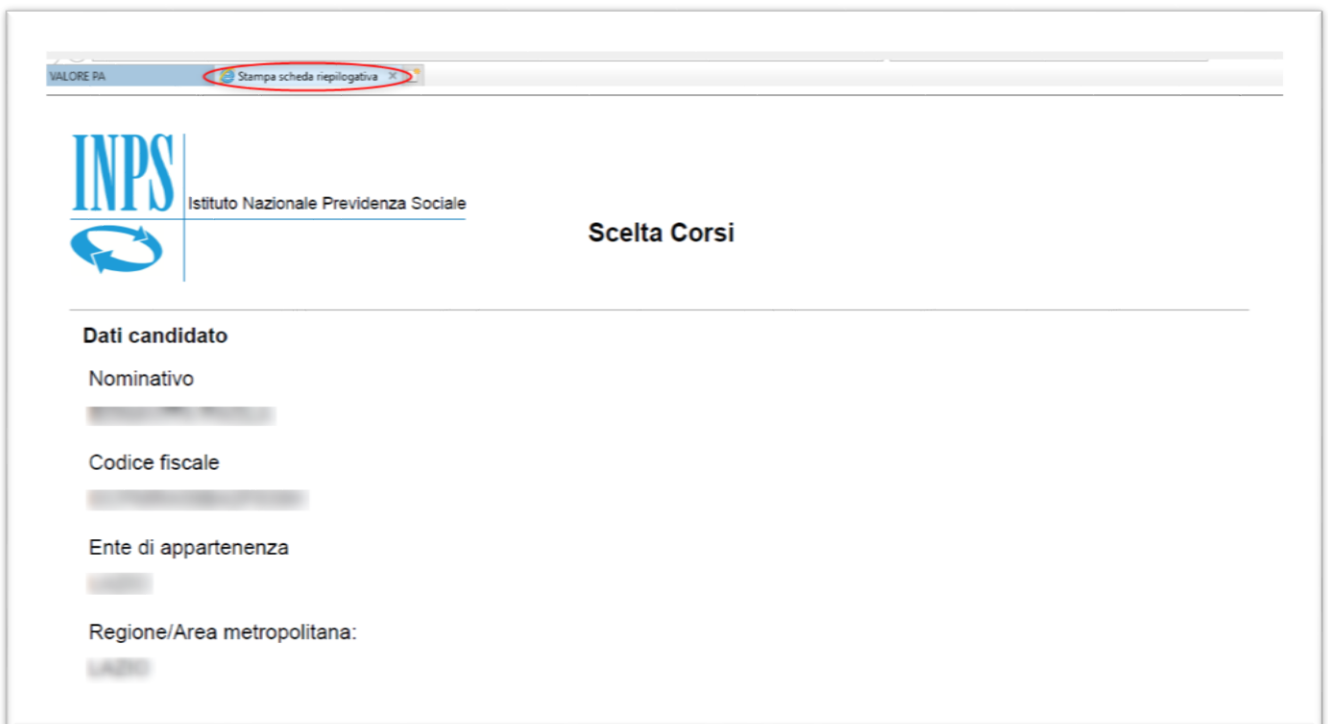 VALORE PA
Stampa scheda riepilogativa
INPS
Istituto Nazionale Previdenza Sociale
Scelta Corsi
Dati candidato
Nominativo
Codice fiscale
Ente di appartenenza
Regione/Area metropolitana: